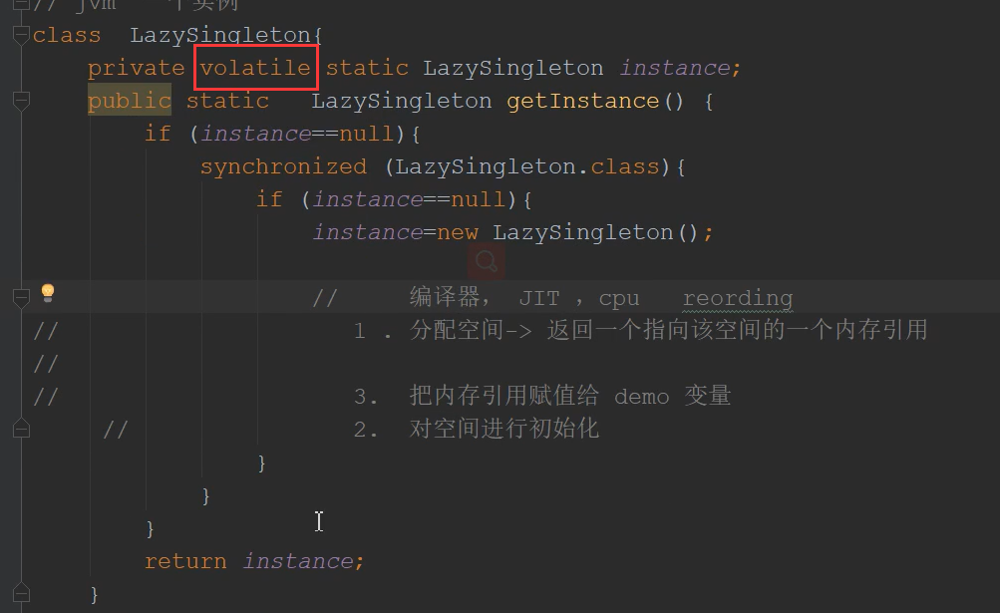 // jvm 一个实例
class LazySingleton{
private volatile static LazySingleton instance;
public static LazySingleton getInstance() {
if (instance==null){
synchronized (LazySingleton.class){
if (instance==null){
instance=new LazySingleton();
// 编译器， JIT ，cpu reording
// 1 . 分配空间-> 返回一个指向该空间的一个内存引用
//
// 3. 把内存引用赋值给 demo 变量
// 2. 对空间进行初始化
}
}
}
return instance;
}